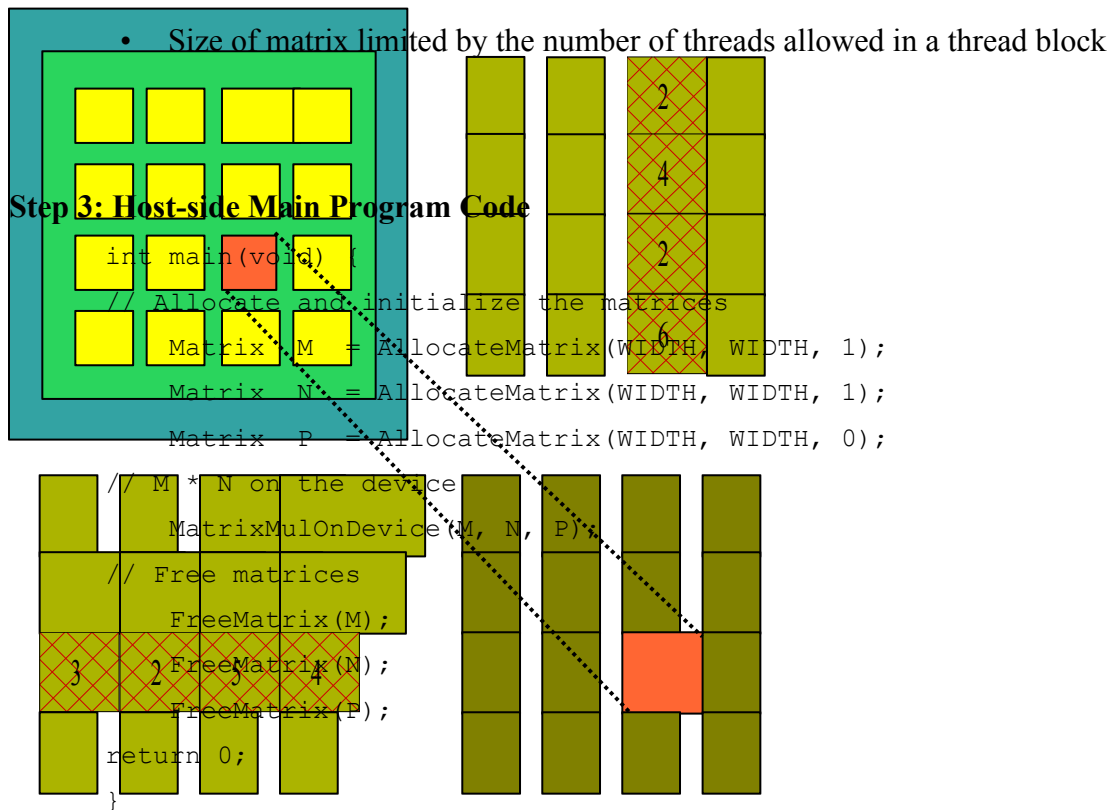 • Size of matrix limited by the number of threads allowed in a thread block
2
4
Step 3: Host-side Main Program Code
2
int main(void) {
// Allocate and initialize the matrices
6
Matrix M = AllocateMatrix(WIDTH, WIDTH, 1);
Matrix N = AllocateMatrix(WIDTH, WIDTH, 1);
Matrix P = AllocateMatrix(WIDTH, WIDTH, 0);
// M * N on the device
MatrixMulOnDevice(M, N, P);
// Free matrices
FreeMatrix(M);
3 2 5 4
FreeMatrix(N);
FreeMatrix(P);
return 0;
}